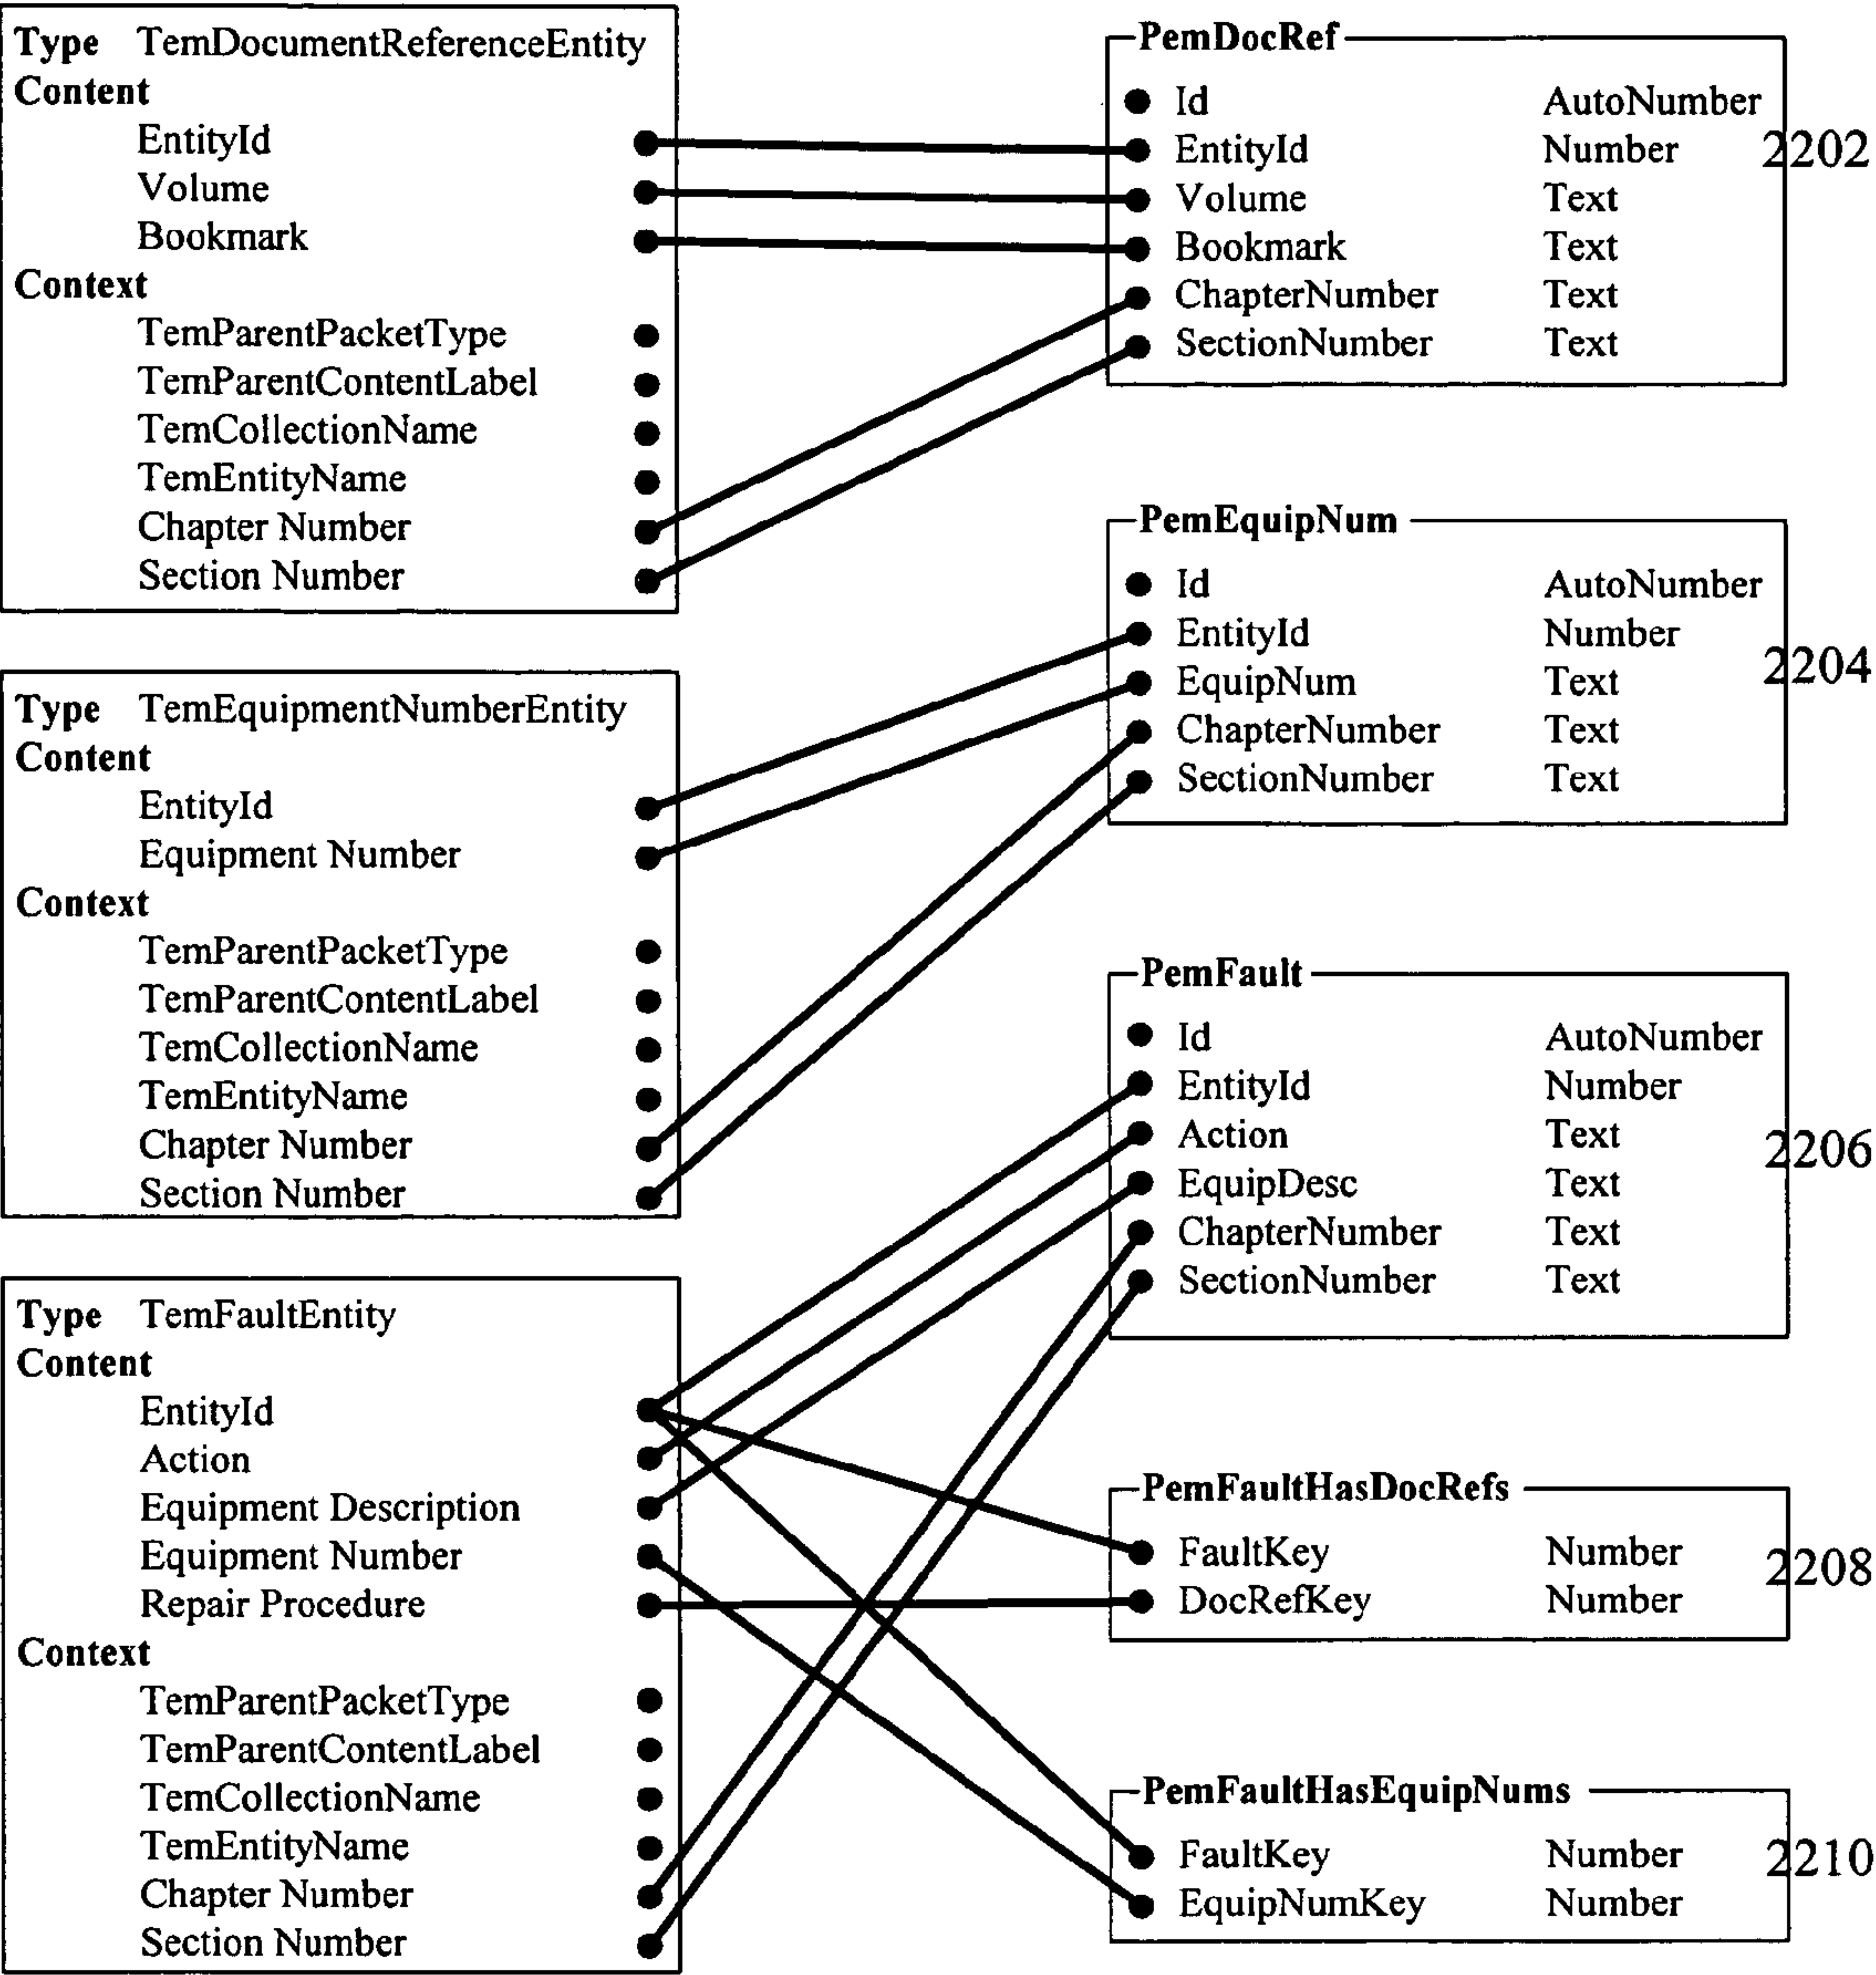 Type TemDocumentReferenceEntity
Content
EntityId
Volume
Bookmark
Context
TemParentPacketType
TemParentContentLabel
TemCollectionName
TemEntityName
Chapter Number
Section Number
Type TemEquipmentNumberEntity
Content
EntityId
Equipment Number
Context
TemParentPacketType
TemParentContentLabel
TemCollectionName
TemEntityName
Chapter Number
Section Number
Type TemFaultEntity
Content
EntityId
Action
Equipment Description
Equipment Number
Repair Procedure
Context
TemParentPacketType
TemParentContentLabel
TemCollectionName
TemEntityName
Chapter Number
Section Number
PemDocRef
Id AutoNumber
EntityId Number 2202
Volume Text
Bookmark Text
ChapterNumber Text
SectionNumber Text
PemEquipNum
Id AutoNumber
EntityId Number
EquipNum Text 2204
ChapterNumber Text
SectionNumber Text
PemFault
Id AutoNumber
EntityId Number
Action Text 2206
EquipDesc Text
ChapterNumber Text
SectionNumber Text
PemFaultHasDocRefs
FaultKey Number 2208
DocRefKey Number
PemFaultHasEquipNums
FaultKey Number 2210
EquipNumKey Number